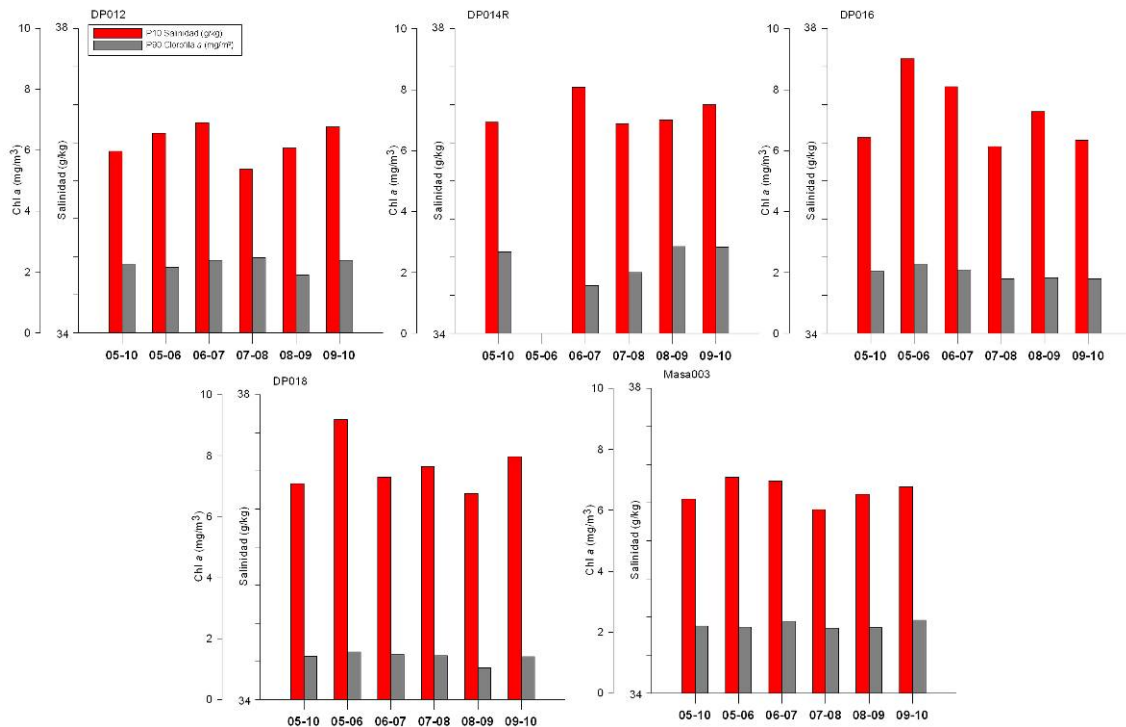 DP012
DP014R
DP016
P10 Salinidad (g/kg)
P90 Clorofila a (mg/m³)
Chl a (mg/m³)
Salinidad (g/kg)
10
8
6
4
2
0
38
34
05-10 05-06 06-07 07-08 08-09 09-10
Chl a (mg/m³)
Salinidad (g/kg)
10
8
6
4
2
0
38
34
05-10 05-06 06-07 07-08 08-09 09-10
Chl a (mg/m³)
Salinidad (g/kg)
10
8
6
4
2
0
38
34
05-10 05-06 06-07 07-08 08-09 09-10
DP018
Chl a (mg/m³)
Salinidad (g/kg)
10
8
6
4
2
0
38
34
05-10 05-06 06-07 07-08 08-09 09-10
Masa003
Chl a (mg/m³)
Salinidad (g/kg)
10
8
6
4
2
0
38
34
05-10 05-06 06-07 07-08 08-09 09-10